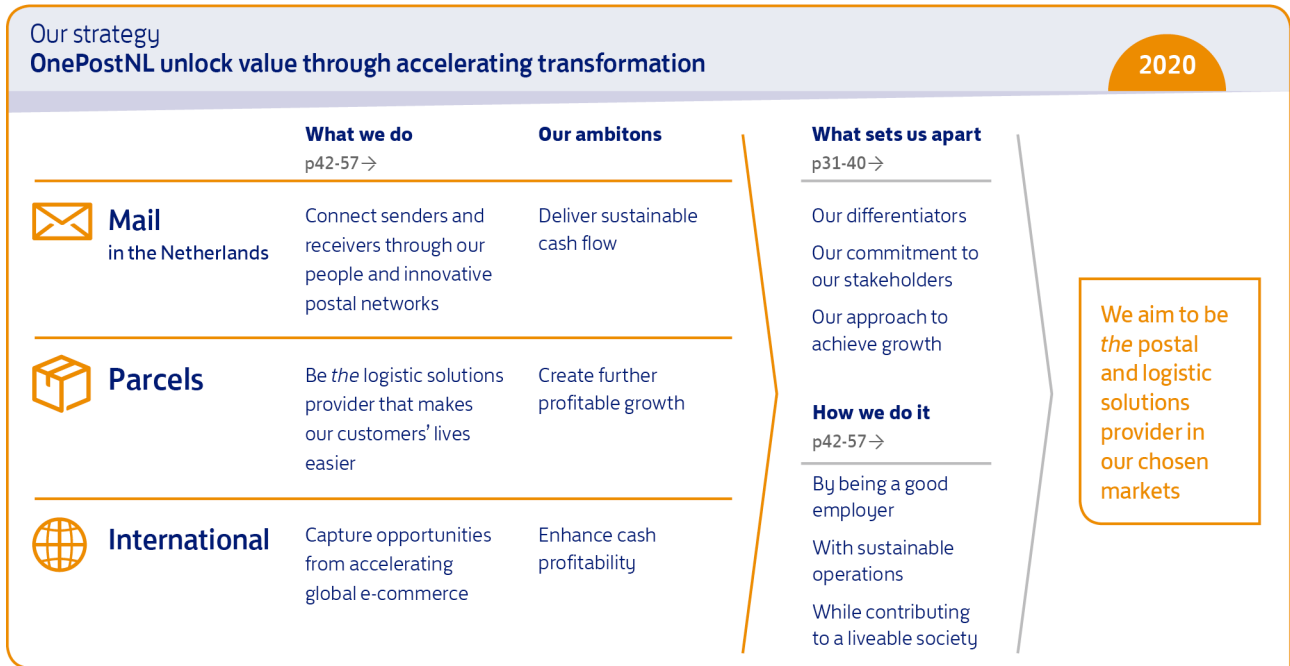 Our strategy
OnePostNL unlock value through accelerating transformation
2020
What we do
p42-57→
Our ambitons
Mail
in the Netherlands
Connect senders and
receivers through our
people and innovative
postal networks
Deliver sustainable
cash flow
Parcels
Be the logistic solutions
provider that makes
our customers’ lives
easier
Create further
profitable growth
International
Capture opportunities
from accelerating
global e-commerce
Enhance cash
profitability
What sets us apart
p31-40→
Our differentiators
Our commitment to
our stakeholders
Our approach to
achieve growth
How we do it
p42-57→
By being a good
employer
With sustainable
operations
While contributing
to a liveable society
We aim to be
the postal
and logistic
solutions
provider in
our chosen
markets